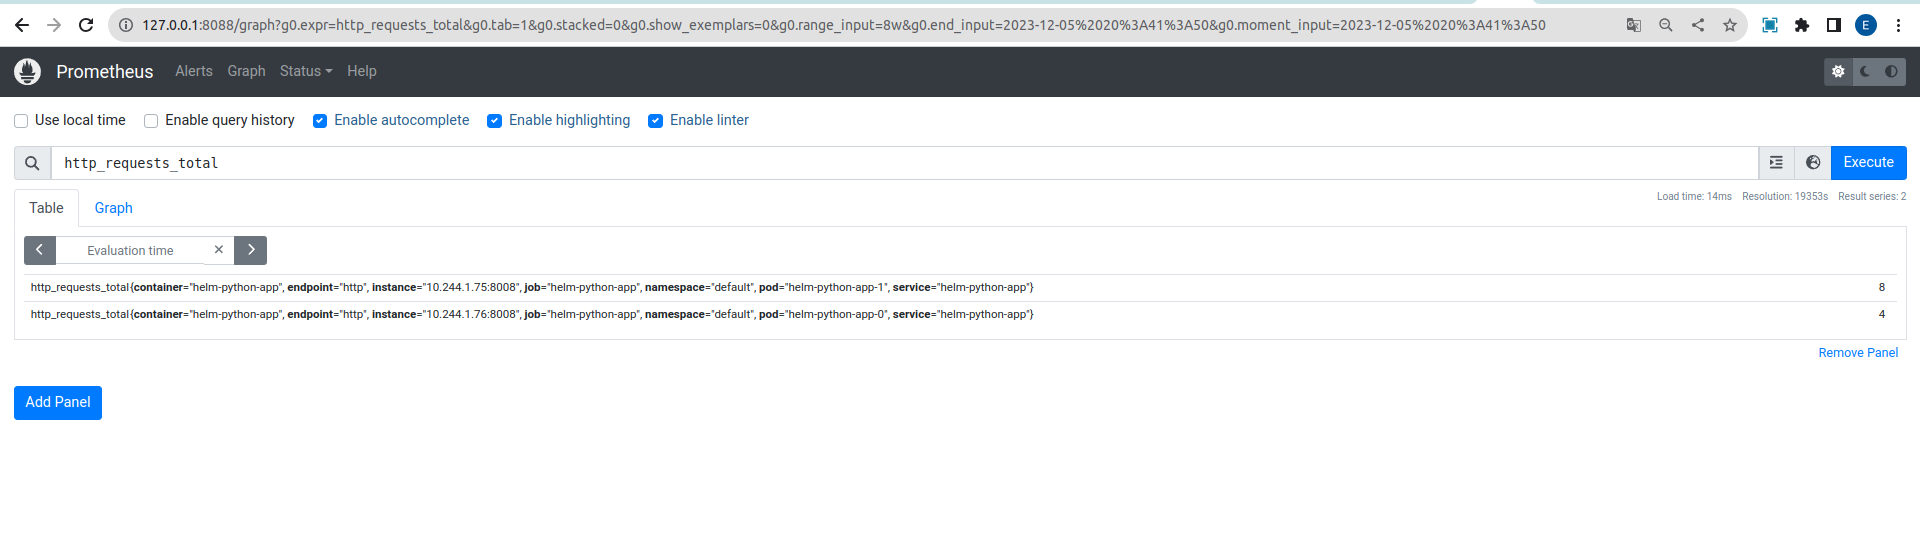 127.0.0.1:8088/graph?g0.expr=http_requests_total&g0.tab=1&g0.stacked=0&g0.show_exemplars=0&g0.range_input=8w&g0.end_input=2023-12-05%2020%3A41%3A50&g0.moment_input=2023-12-05%2020%3A41%3A50
E
Prometheus Alerts Graph Status Help
Use local time Enable query history Enable autocomplete Enable highlighting Enable linter
http_requests_total Execute
Load time: 14ms Resolution: 19353s Result series: 2
Table Graph
Evaluation time
http_requests_total{container="helm-python-app", endpoint="http", instance="10.244.1.75:8008", job="helm-python-app", namespace="default", pod="helm-python-app-1", service="helm-python-app"} 8
http_requests_total{container="helm-python-app", endpoint="http", instance="10.244.1.76:8008", job="helm-python-app", namespace="default", pod="helm-python-app-0", service="helm-python-app"} 4
Remove Panel
Add Panel